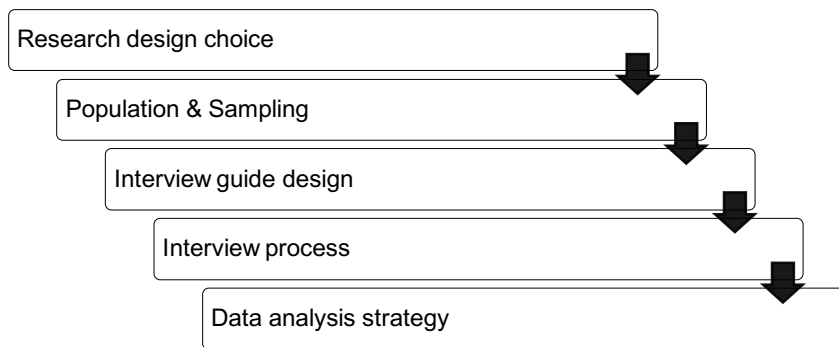 Research design choice
Population & Sampling
Interview guide design
Interview process
Data analysis strategy